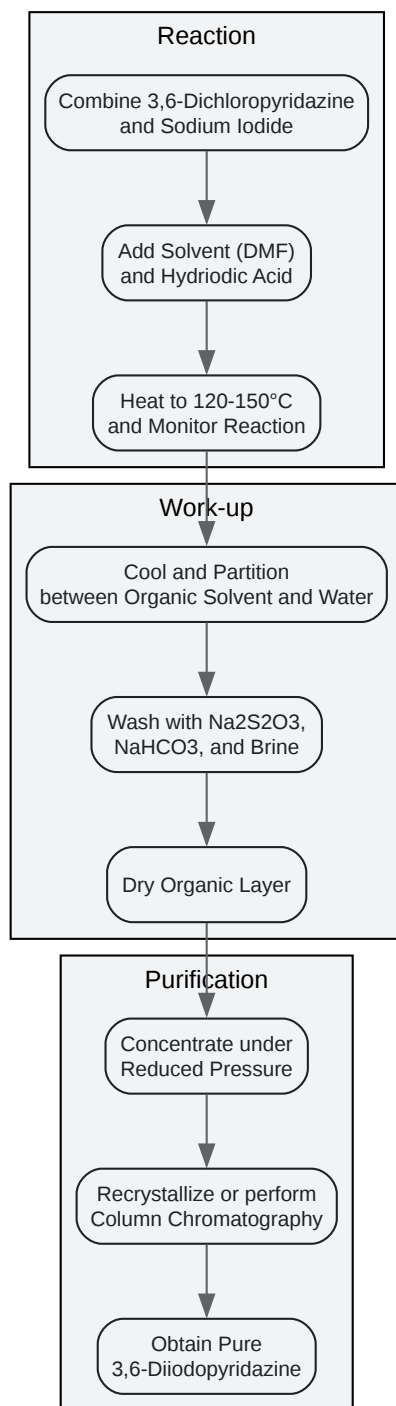 Reaction
Combine 3,6-Dichloropyridazine
and Sodium Iodide
Add Solvent (DMF)
and Hydriodic Acid
Heat to 120-150°C
and Monitor Reaction
Work-up
Cool and Partition
between Organic Solvent and Water
Wash with Na2S2O3,
NaHCO3, and Brine
Dry Organic Layer
Purification
Concentrate under
Reduced Pressure
Recrystallize or perform
Column Chromatography
Obtain Pure
3,6-Diiodopyridazine